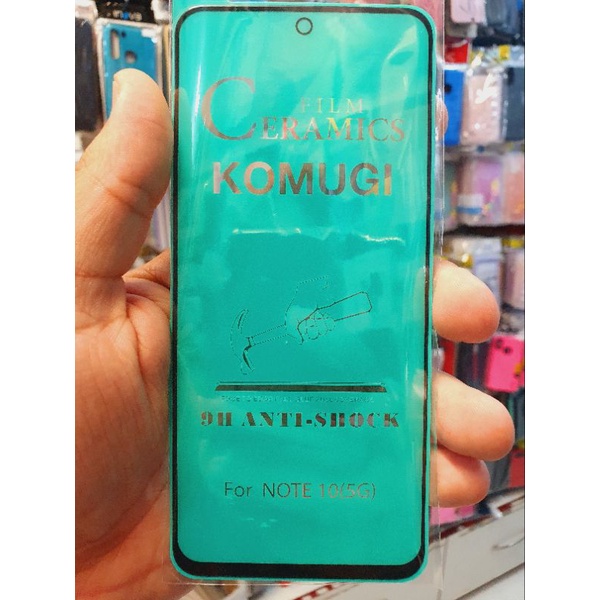 FILM
CERAMICS
KOMUGI
9H ANTI-SHOCK
For NOTE 10(5G)